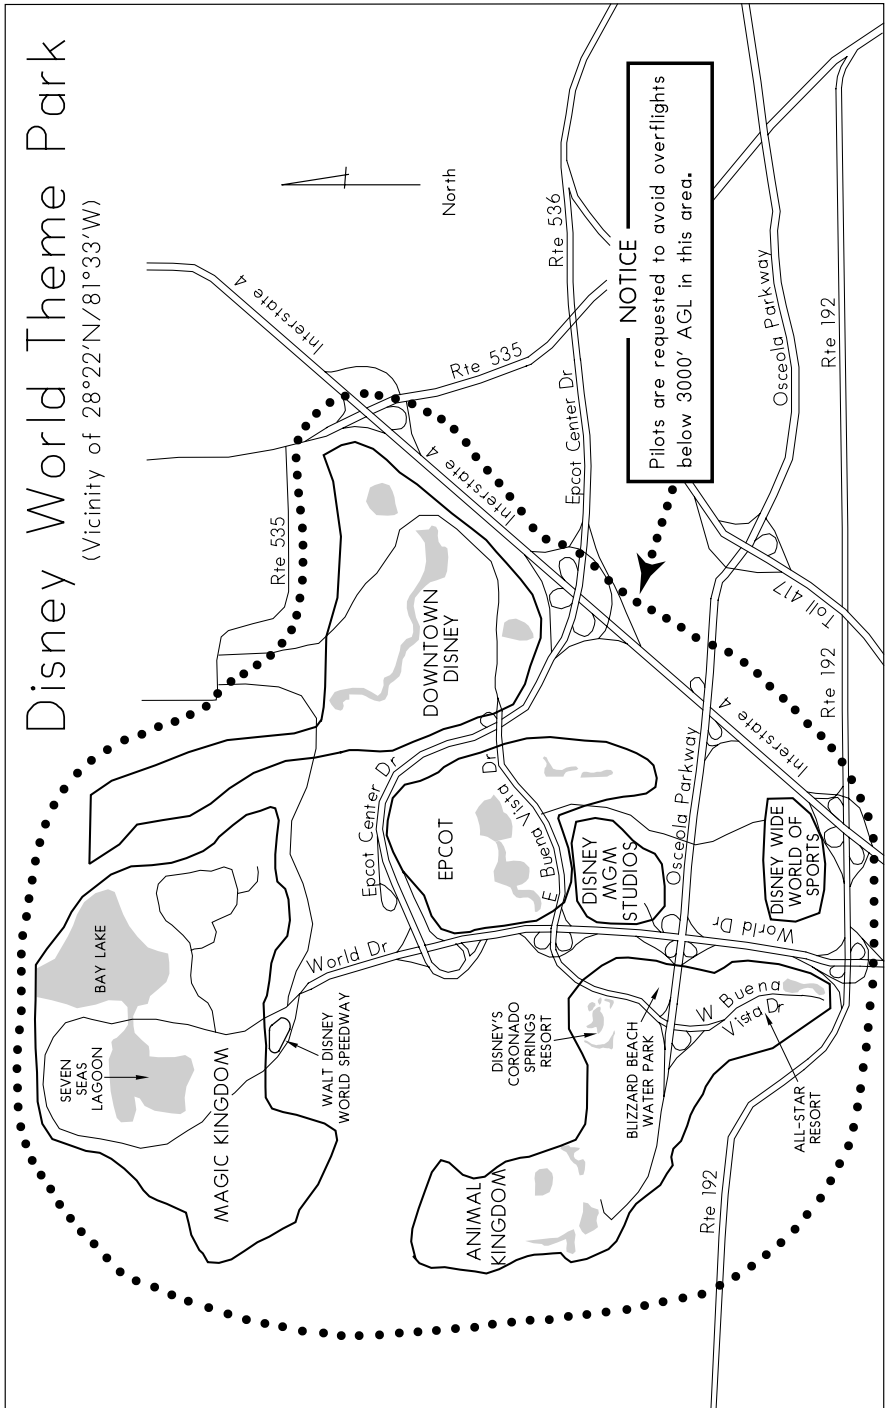 Disney World Theme Park
(Vicinity of 28°22'N/81°33'W)
North
NOTICE
Pilots are requested to avoid overflights
below 3000' AGL in this area.
Interstate 4
Rte 535
Rte 536
Epcot Center Dr
Interstate 4
Osceola Parkway
Rte 192
Rte 535
Toll 417
DOWNTOWN
DISNEY
Rte 192
Interstate 4
Osceola Parkway
Epcot Center Dr
EPCOT
E Buena Vista Dr
DISNEY
MGM
STUDIOS
DISNEY WIDE
WORLD OF
SPORTS
BAY LAKE
World Dr
World Dr
SEVEN
SEAS
LAGOON
MAGIC KINGDOM
WALT DISNEY
WORLD SPEEDWAY
DISNEY'S
CORONADO
SPRINGS
RESORT
BLIZZARD BEACH
WATER PARK
W Buena
Vista Dr
ALL-STAR
RESORT
ANIMAL
KINGDOM
Rte 192